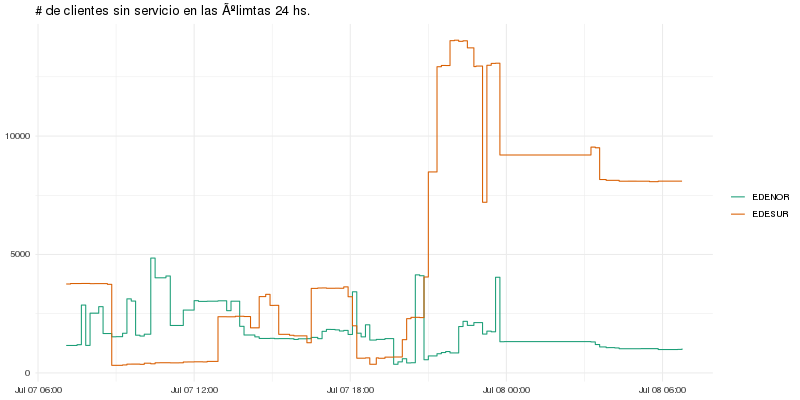 # de clientes sin servicio en las Ãºlimtas 24 hs.
10000
5000
0
Jul 07 06:00
Jul 07 12:00
Jul 07 18:00
Jul 08 00:00
Jul 08 06:00
EDENOR
EDESUR